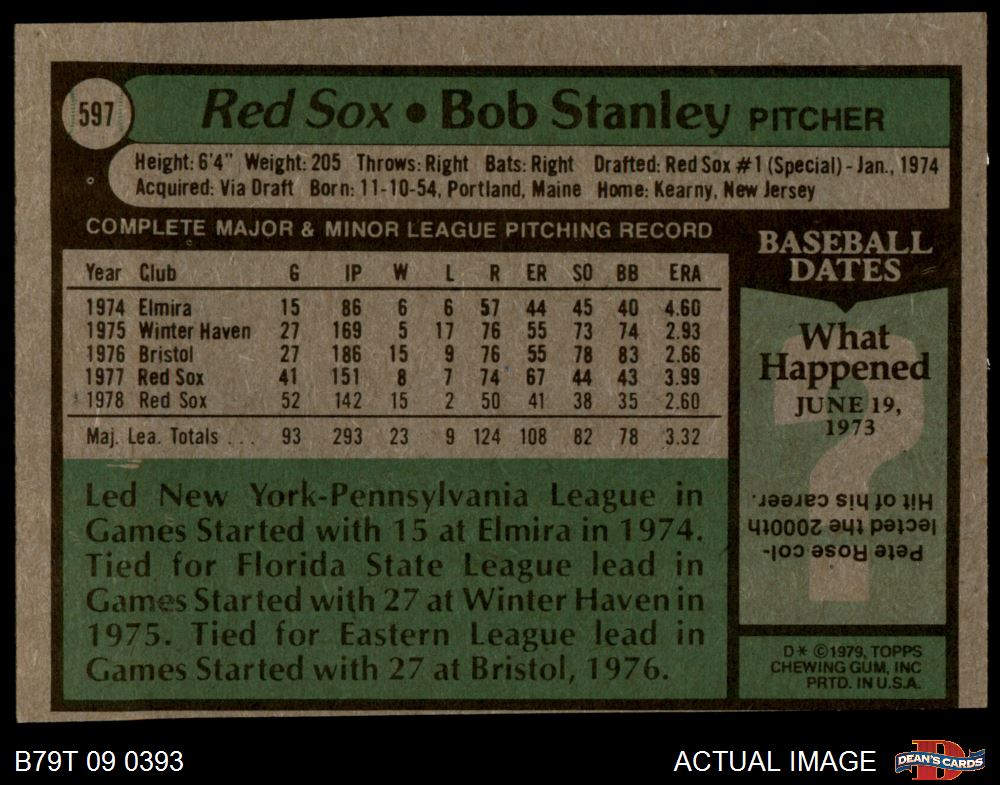 597
Red Sox • Bob Stanley PITCHER
Height: 6'4" Weight: 205 Throws: Right Bats: Right Drafted: Red Sox #1 (Special) - Jan., 1974
Acquired: Via Draft Born: 11-10-54, Portland, Maine Home: Kearny, New Jersey
COMPLETE MAJOR & MINOR LEAGUE PITCHING RECORD
Year Club G IP W L R ER SO BB ERA
1974 Elmira 15 86 6 6 57 44 45 40 4.60
1975 Winter Haven 27 169 5 17 76 55 73 74 2.93
1976 Bristol 27 186 15 9 76 55 78 83 2.66
1977 Red Sox 41 151 8 7 74 67 44 43 3.99
1978 Red Sox 52 142 15 2 50 41 38 35 2.60
Maj. Lea. Totals . . . 93 293 23 9 124 108 82 78 3.32
Led New York-Pennsylvania League in
Games Started with 15 at Elmira in 1974.
Tied for Florida State League lead in
Games Started with 27 at Winter Haven in
1975. Tied for Eastern League lead in
Games Started with 27 at Bristol, 1976.
BASEBALL
DATES
What
Happened
JUNE 19,
1973
Pete Rose col-
lected the 2000th
Hit of his career.
D* ©1979, TOPPS
CHEWING GUM, INC
PRTD. IN U.S.A.
B79T 09 0393
ACTUAL IMAGE
DEAN'S CARDS